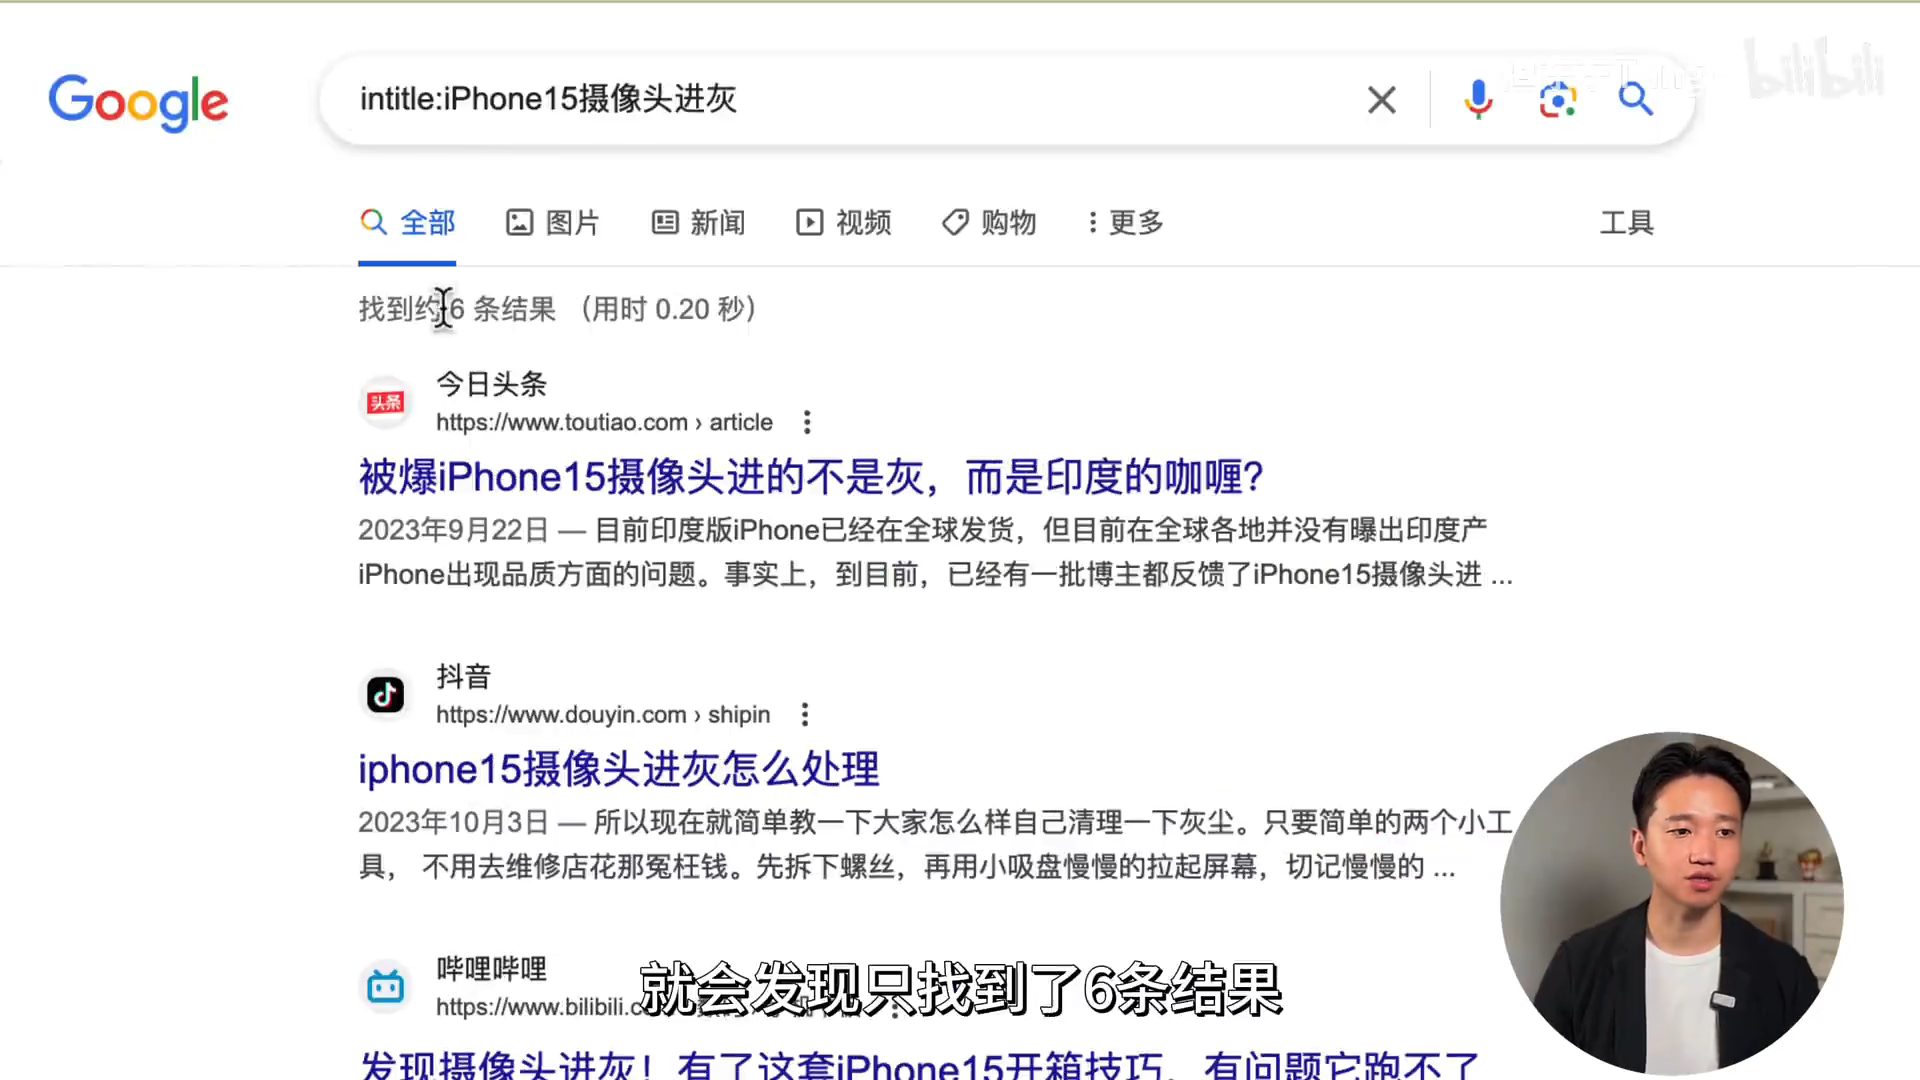 Google
intitle:iPhone15摄像头进灰
bilibili
全部 图片 新闻 视频 购物 更多 工具
找到约 6 条结果 （用时 0.20 秒）
头条
今日头条
https://www.toutiao.com › article
被爆iPhone15摄像头进的不是灰，而是印度的咖喱？
2023年9月22日 — 目前印度版iPhone已经在全球发货，但目前在全球各地并没有曝出印度产
iPhone出现品质方面的问题。事实上，到目前，已经有一批博主都反馈了iPhone15摄像头进 ...
抖音
https://www.douyin.com › shipin
iphone15摄像头进灰怎么处理
2023年10月3日 — 所以现在就简单教一下大家怎么样自己清理一下灰尘。只要简单的两个小工
具， 不用去维修店花那冤枉钱。先拆下螺丝，再用小吸盘慢慢的拉起屏幕，切记慢慢的 ...
哔哩哔哩
https://www.bilibili.c
就会发现只找到了6条结果
发现摄像头进灰！有了这套iPhone15开箱技巧，有问题它跑不了